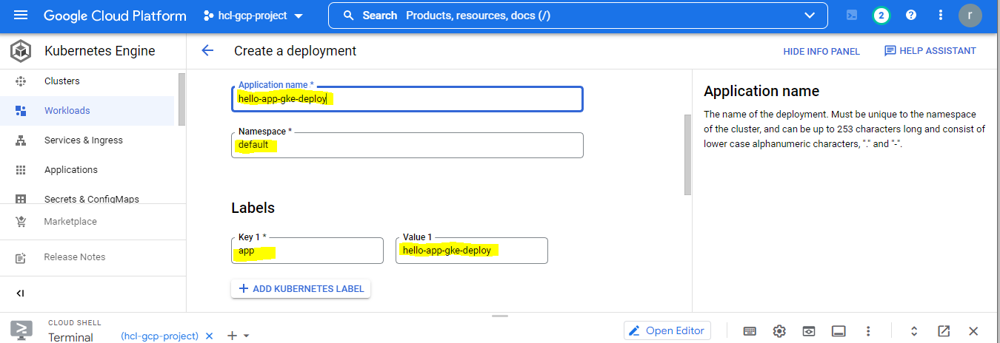 Google Cloud Platform
hcl-gcp-project
Search Products, resources, docs (/)
2
r
Kubernetes Engine
Create a deployment
HIDE INFO PANEL
HELP ASSISTANT
Clusters
Workloads
Services & Ingress
Applications
Secrets & ConfigMaps
Marketplace
Release Notes
Application name *
hello-app-gke-deploy
Namespace *
default
Labels
Key 1 *
app
Value 1
hello-app-gke-deploy
ADD KUBERNETES LABEL
Application name
The name of the deployment. Must be unique to the namespace
of the cluster, and can be up to 253 characters long and consist of
lower case alphanumeric characters, "." and "-".
CLOUD SHELL
Terminal
(hcl-gcp-project)
Open Editor